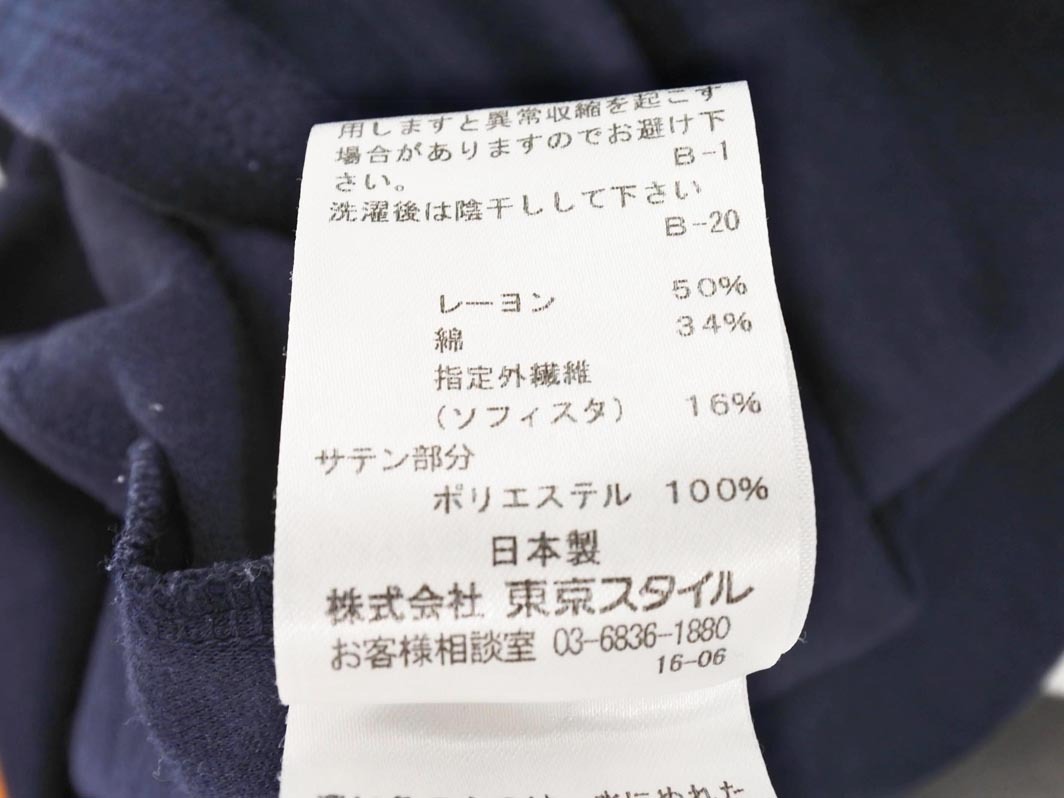 用しますと異常収縮を起こす
場合がありますのでお避け下
さい。 B-1
洗濯後は陰干しして下さい
B-20
レーヨン 50%
綿 34%
指定外繊維
(ソフィスタ) 16%
サテン部分
ポリエステル 100%
日本製
株式会社 東京スタイル
お客様相談室 03-6836-1880
16-06